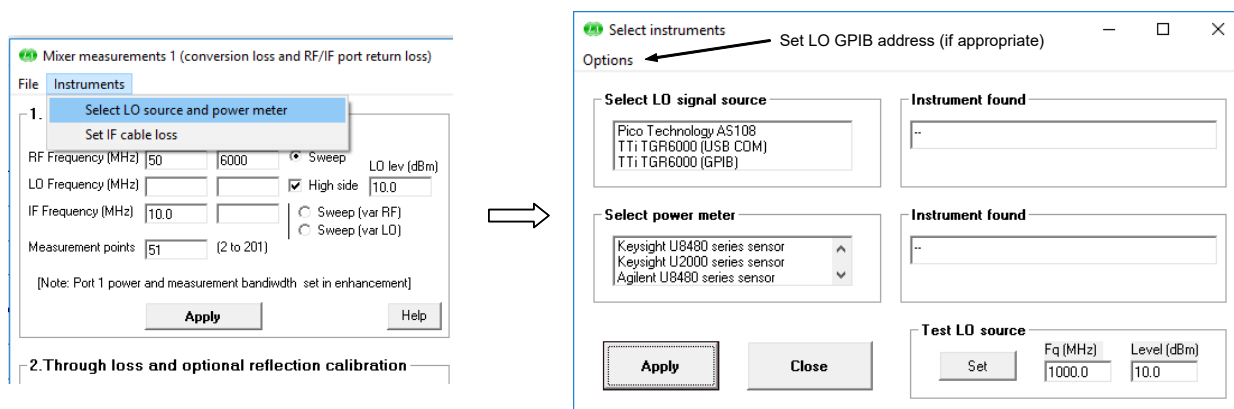 Mixer measurements 1 (conversion loss and RF/IF port return loss)
File Instruments
Select LO source and power meter
1.
Set IF cable loss
RF Frequency (MHz) 50 6000 Sweep LO lev (dBm)
LO Frequency (MHz) High side 10.0
IF Frequency (MHz) 10.0 Sweep (var RF)
Sweep (var LO)
Measurement points 51 (2 to 201)
[Note: Port 1 power and measurement bandiwdth set in enhancement]
Apply Help
2.Through loss and optional reflection calibration
Select instruments
Set LO GPIB address (if appropriate)
Options
Select LO signal source
Pico Technology AS108
TTi TGR6000 (USB COM)
TTi TGR6000 (GPIB)
Instrument found
--
Select power meter
Keysight U8480 series sensor
Keysight U2000 series sensor
Agilent U8480 series sensor
Instrument found
--
Apply Close
Test LO source
Fq (MHz) Level (dBm)
Set 1000.0 10.0